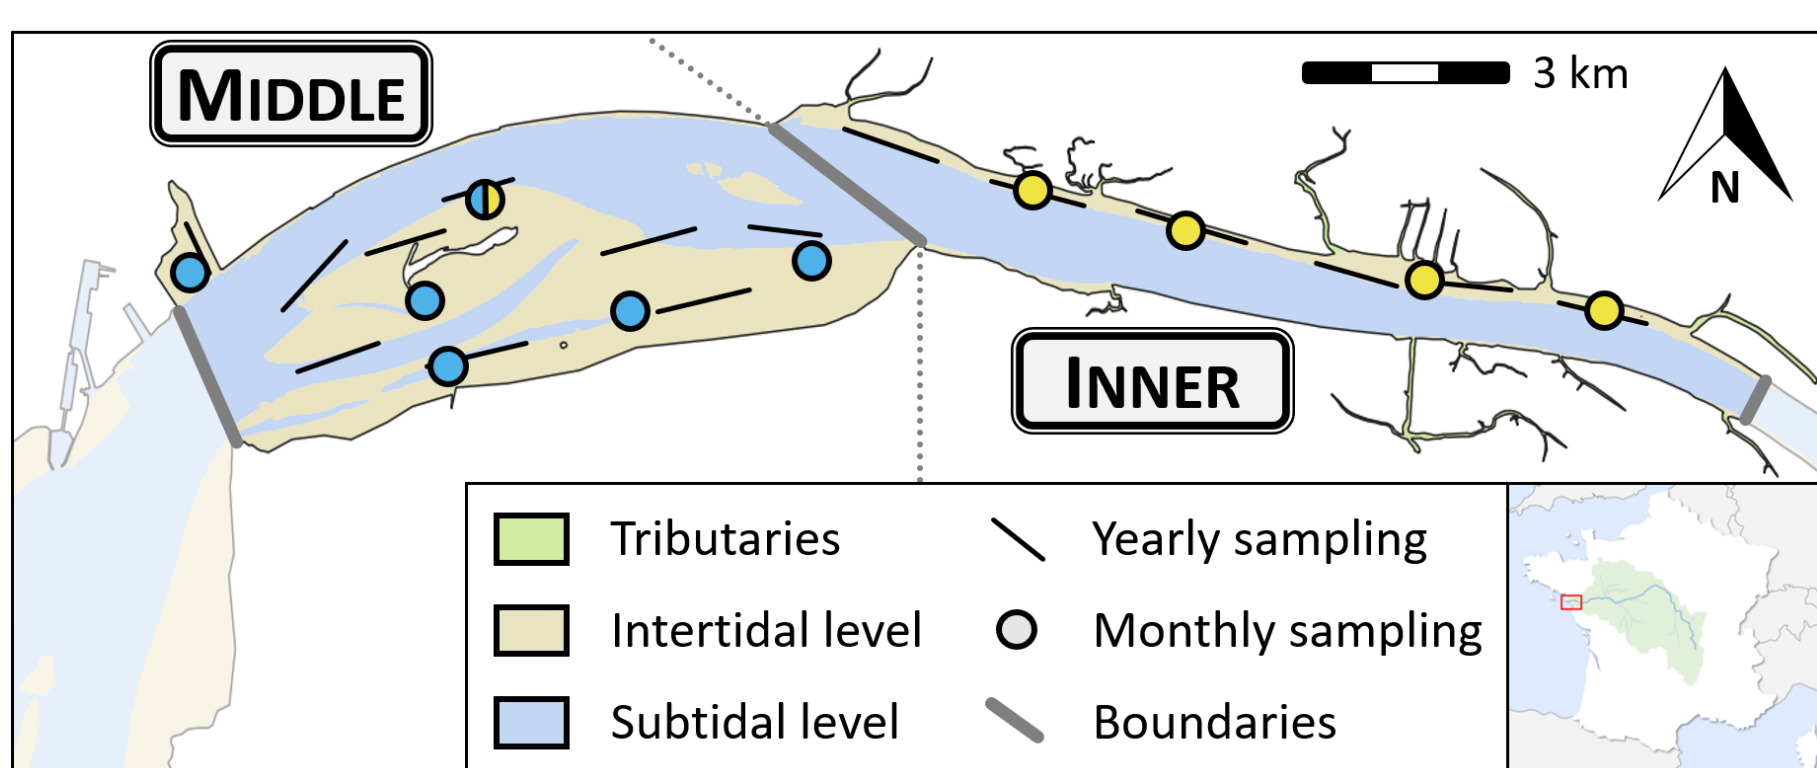 MIDDLE
3 km
N
INNER
Tributaries
Yearly sampling
Intertidal level
Monthly sampling
Subtidal level
Boundaries